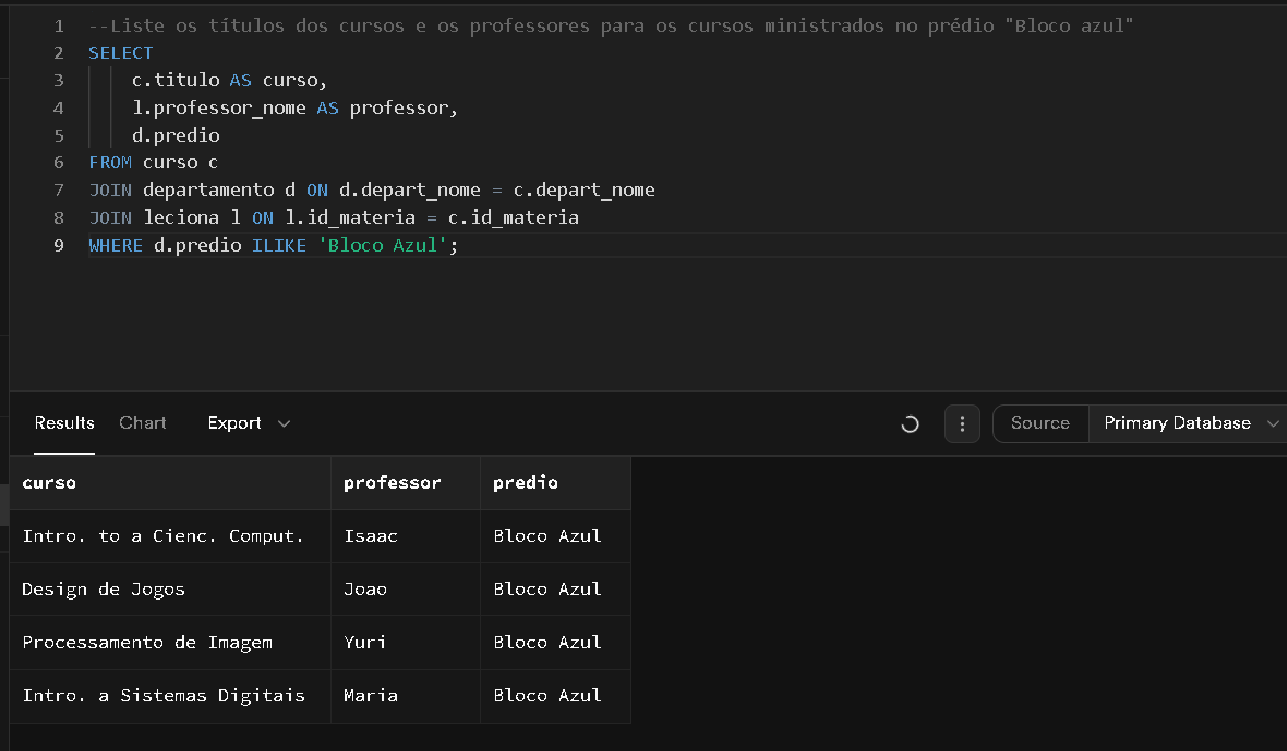 1 --Liste os títulos dos cursos e os professores para os cursos ministrados no prédio "Bloco azul"
2 SELECT
3 c.titulo AS curso,
4 l.professor_nome AS professor,
5 d.predio
6 FROM curso c
7 JOIN departamento d ON d.depart_nome = c.depart_nome
8 JOIN leciona l ON l.id_materia = c.id_materia
9 WHERE d.predio ILIKE 'Bloco Azul';
Results Chart Export Source Primary Database
curso professor predio
Intro. to a Cienc. Comput. Isaac Bloco Azul
Design de Jogos Joao Bloco Azul
Processamento de Imagem Yuri Bloco Azul
Intro. a Sistemas Digitais Maria Bloco Azul